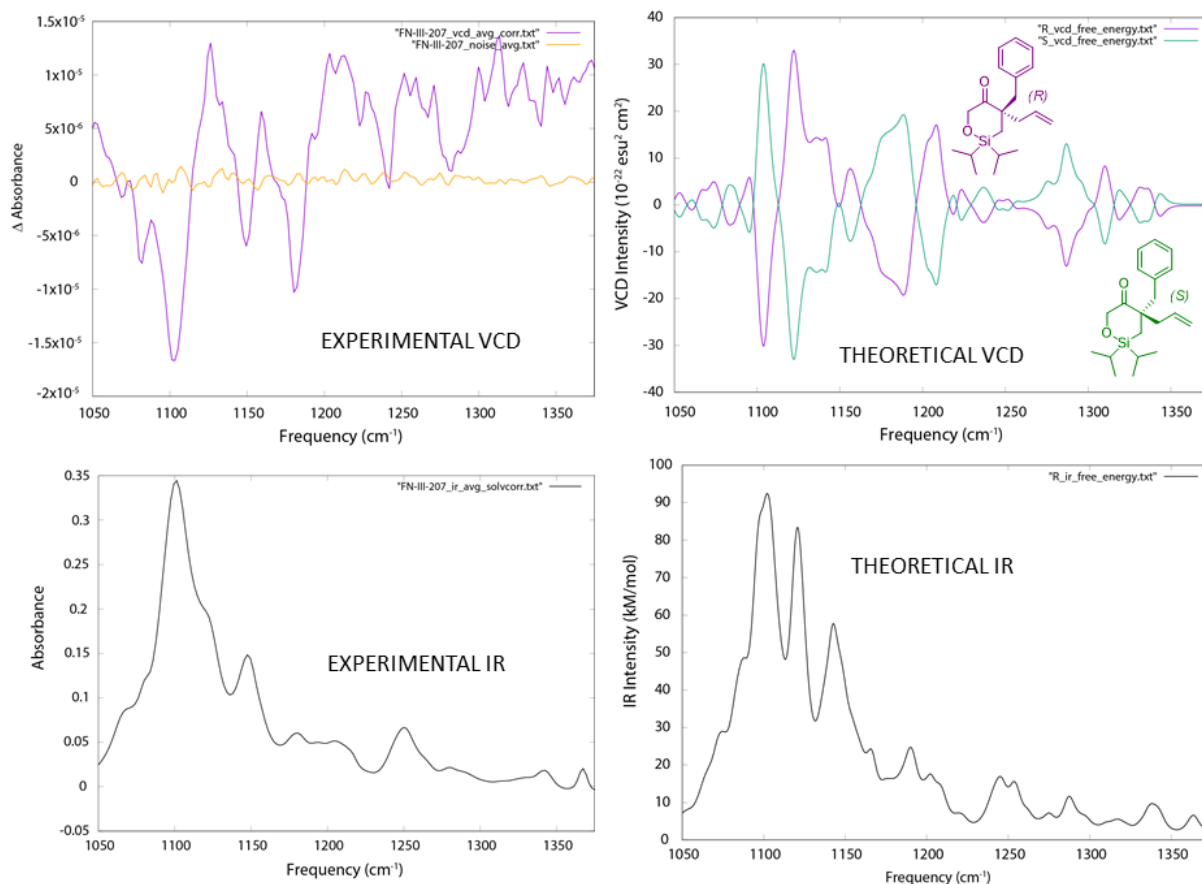 "FN-III-207_vcd_avg_corr.txt"
"FN-III-207_noise_avg).txt"
Δ Absorbance
1x10⁻⁵
5x10⁻⁶
0
-5x10⁻⁶
-1x10⁻⁵
-1.5x10⁻⁵
-2x10⁻⁵
EXPERIMENTAL VCD
1050 1100 1150 1200 1250 1300 1350
Frequency (cm⁻¹)
"R_vcd_free_energy.txt"
"S_vcd_free_energy.txt"
VCD Intensity (10⁻²² esu² cm²)
40
30
20
10
0
-10
-20
-30
-40
O
(R)
O
Si
O
(S)
O
Si
THEORETICAL VCD
1050 1100 1150 1200 1250 1300 1350
Frequency (cm⁻¹)
"FN-III-207_ir_avg_solvcorr.txt"
Absorbance
0.35
0.3
0.25
0.2
0.15
0.1
0.05
0
-0.05
EXPERIMENTAL IR
1050 1100 1150 1200 1250 1300 1350
Frequency (cm⁻¹)
"R_ir_free_energy.txt"
IR Intensity (kM/mol)
100
90
80
70
60
50
40
30
20
10
0
THEORETICAL IR
1050 1100 1150 1200 1250 1300 1350
Frequency (cm⁻¹)